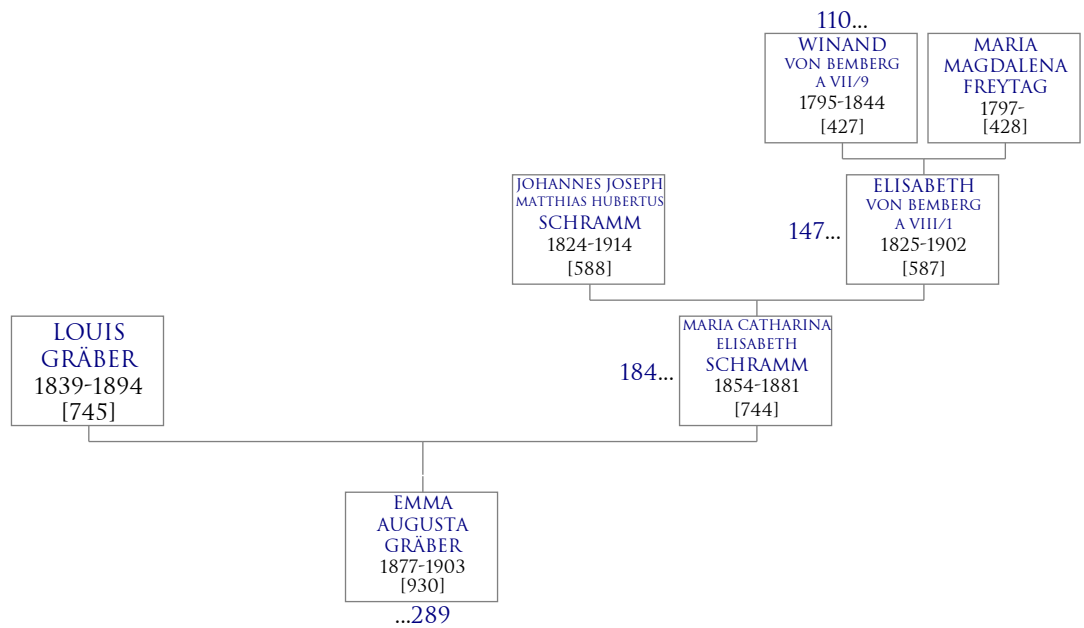 110...
WINAND
VON BEMBERG
A VII/9
1795-1844
[427]
MARIA
MAGDALENA
FREYTAG
1797-
[428]
JOHANNES JOSEPH
MATTHIAS HUBERTUS
SCHRAMM
1824-1914
[588]
147...
ELISABETH
VON BEMBERG
A VIII/1
1825-1902
[587]
LOUIS
GRÄBER
1839-1894
[745]
184...
MARIA CATHARINA
ELISABETH
SCHRAMM
1854-1881
[744]
EMMA
AUGUSTA
GRÄBER
1877-1903
[930]
...289